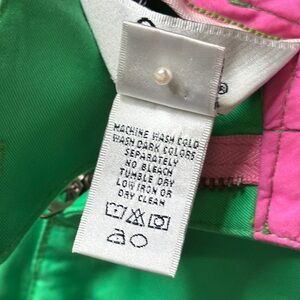 MACHINE WASH COLD
WASH DARK COLORS
SEPARATELY
NO BLEACH
TUMBLE DRY
LOW IRON OR
DRY CLEAN